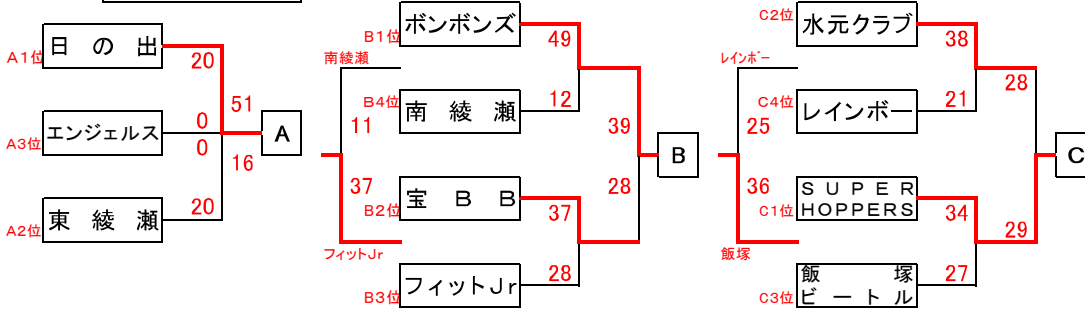 A1位 日の出 20
51
A3位 エンジェルス 0
0
A
16
A2位 東綾瀬 20
B1位 ボンボンズ 49
南綾瀬
B4位 南綾瀬 12
11
39
B
37
28
B2位 宝BB 37
フィットJr
B3位 フィットJr 28
C2位 水元クラブ 38
レインボー
28
C4位 レインボー 21
25
C
36
C1位 SUPER
HOPPERS 34
29
飯塚
C3位 飯塚
ビートル 27